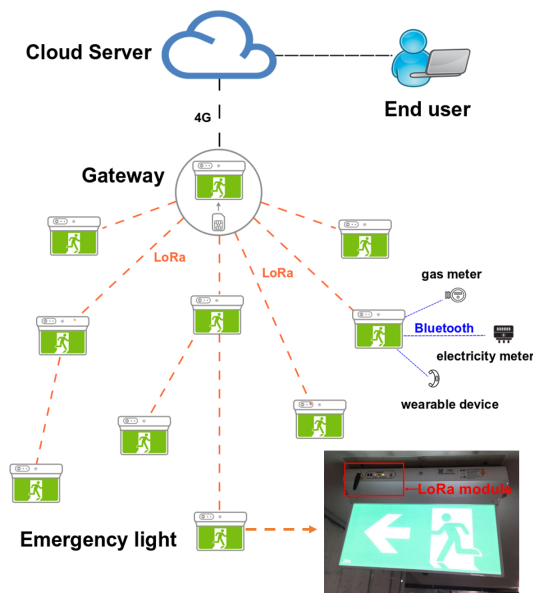 Cloud Server
End user
4G
Gateway
LoRa
LoRa
gas meter
Bluetooth
electricity meter
wearable device
LoRa module
Emergency light